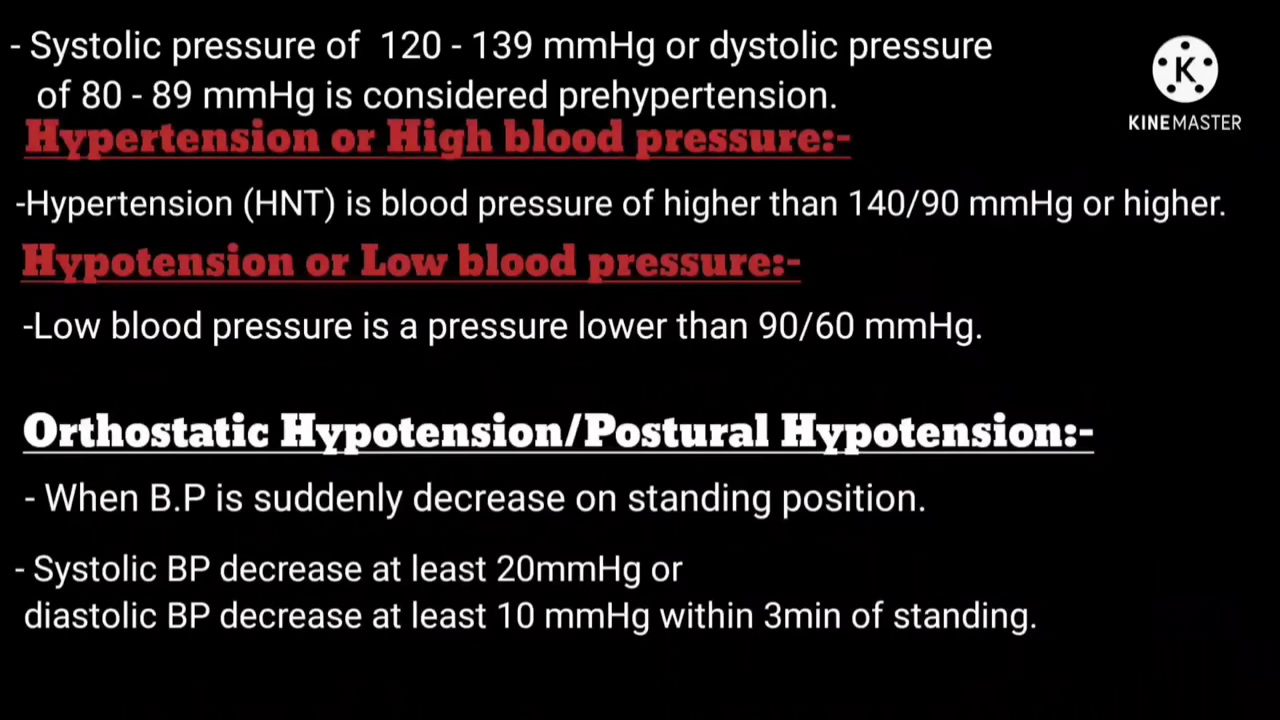 - Systolic pressure of 120 - 139 mmHg or dystolic pressure
of 80 - 89 mmHg is considered prehypertension.
K
KINEMASTER
Hypertension or High blood pressure:-
-Hypertension (HNT) is blood pressure of higher than 140/90 mmHg or higher.
Hypotension or Low blood pressure:-
-Low blood pressure is a pressure lower than 90/60 mmHg.
Orthostatic Hypotension/Postural Hypotension:-
- When B.P is suddenly decrease on standing position.
- Systolic BP decrease at least 20mmHg or
diastolic BP decrease at least 10 mmHg within 3min of standing.